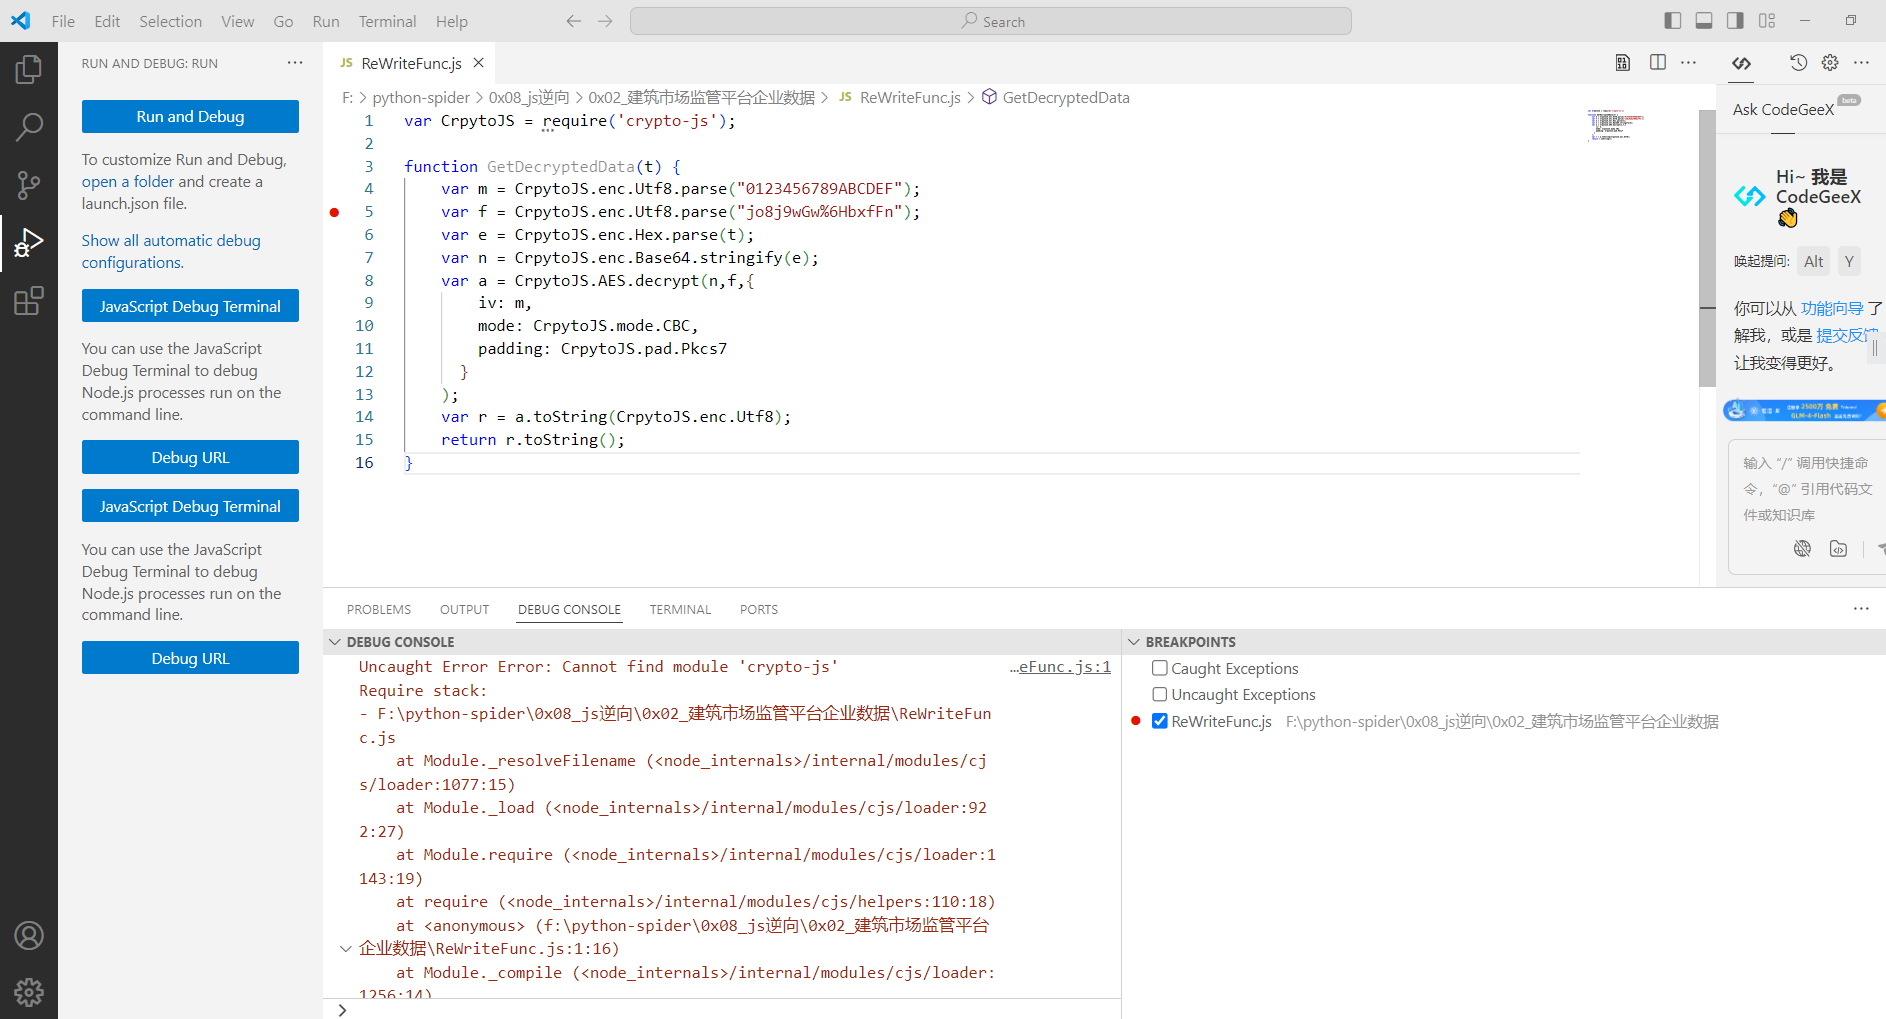 File Edit Selection View Go Run Terminal Help
Search
RUN AND DEBUG: RUN
Run and Debug
To customize Run and Debug,
open a folder and create a
launch.json file.
Show all automatic debug
configurations.
JavaScript Debug Terminal
You can use the JavaScript
Debug Terminal to debug
Node.js processes run on the
command line.
Debug URL
JavaScript Debug Terminal
You can use the JavaScript
Debug Terminal to debug
Node.js processes run on the
command line.
Debug URL
JS ReWriteFunc.js
F: > python-spider > 0x08_js逆向 > 0x02_建筑市场监管平台企业数据 > JS ReWriteFunc.js > GetDecryptedData
1 var CrpytoJS = require('crypto-js');
2
3 function GetDecryptedData(t) {
4 var m = CrpytoJS.enc.Utf8.parse("0123456789ABCDEF");
5 var f = CrpytoJS.enc.Utf8.parse("jo8j9wGw%6HbxfFn");
6 var e = CrpytoJS.enc.Hex.parse(t);
7 var n = CrpytoJS.enc.Base64.stringify(e);
8 var a = CrpytoJS.AES.decrypt(n,f,{
9 iv: m,
10 mode: CrpytoJS.mode.CBC,
11 padding: CrpytoJS.pad.Pkcs7
12 }
13 );
14 var r = a.toString(CrpytoJS.enc.Utf8);
15 return r.toString();
16 }
Ask CodeGeeX beta
Hi~ 我是
CodeGeeX
唤起提问: Alt Y
你可以从 功能向导 了
解我，或是 提交反馈
让我变得更好。
2500万 免费
GLM-4-Flash
输入 “/” 调用快捷命
令，“@” 引用代码文
件或知识库
PROBLEMS OUTPUT DEBUG CONSOLE TERMINAL PORTS
DEBUG CONSOLE
Uncaught Error Error: Cannot find module 'crypto-js' …eFunc.js:1
Require stack:
- F:\python-spider\0x08_js逆向\0x02_建筑市场监管平台企业数据\ReWriteFun
c.js
at Module._resolveFilename (<node_internals>/internal/modules/cj
s/loader:1077:15)
at Module._load (<node_internals>/internal/modules/cjs/loader:92
2:27)
at Module.require (<node_internals>/internal/modules/cjs/loader:1
143:19)
at require (<node_internals>/internal/modules/cjs/helpers:110:18)
at <anonymous> (f:\python-spider\0x08_js逆向\0x02_建筑市场监管平台
企业数据\ReWriteFunc.js:1:16)
at Module._compile (<node_internals>/internal/modules/cjs/loader:
1256:14)
BREAKPOINTS
Caught Exceptions
Uncaught Exceptions
ReWriteFunc.js F:\python-spider\0x08_js逆向\0x02_建筑市场监管平台企业数据